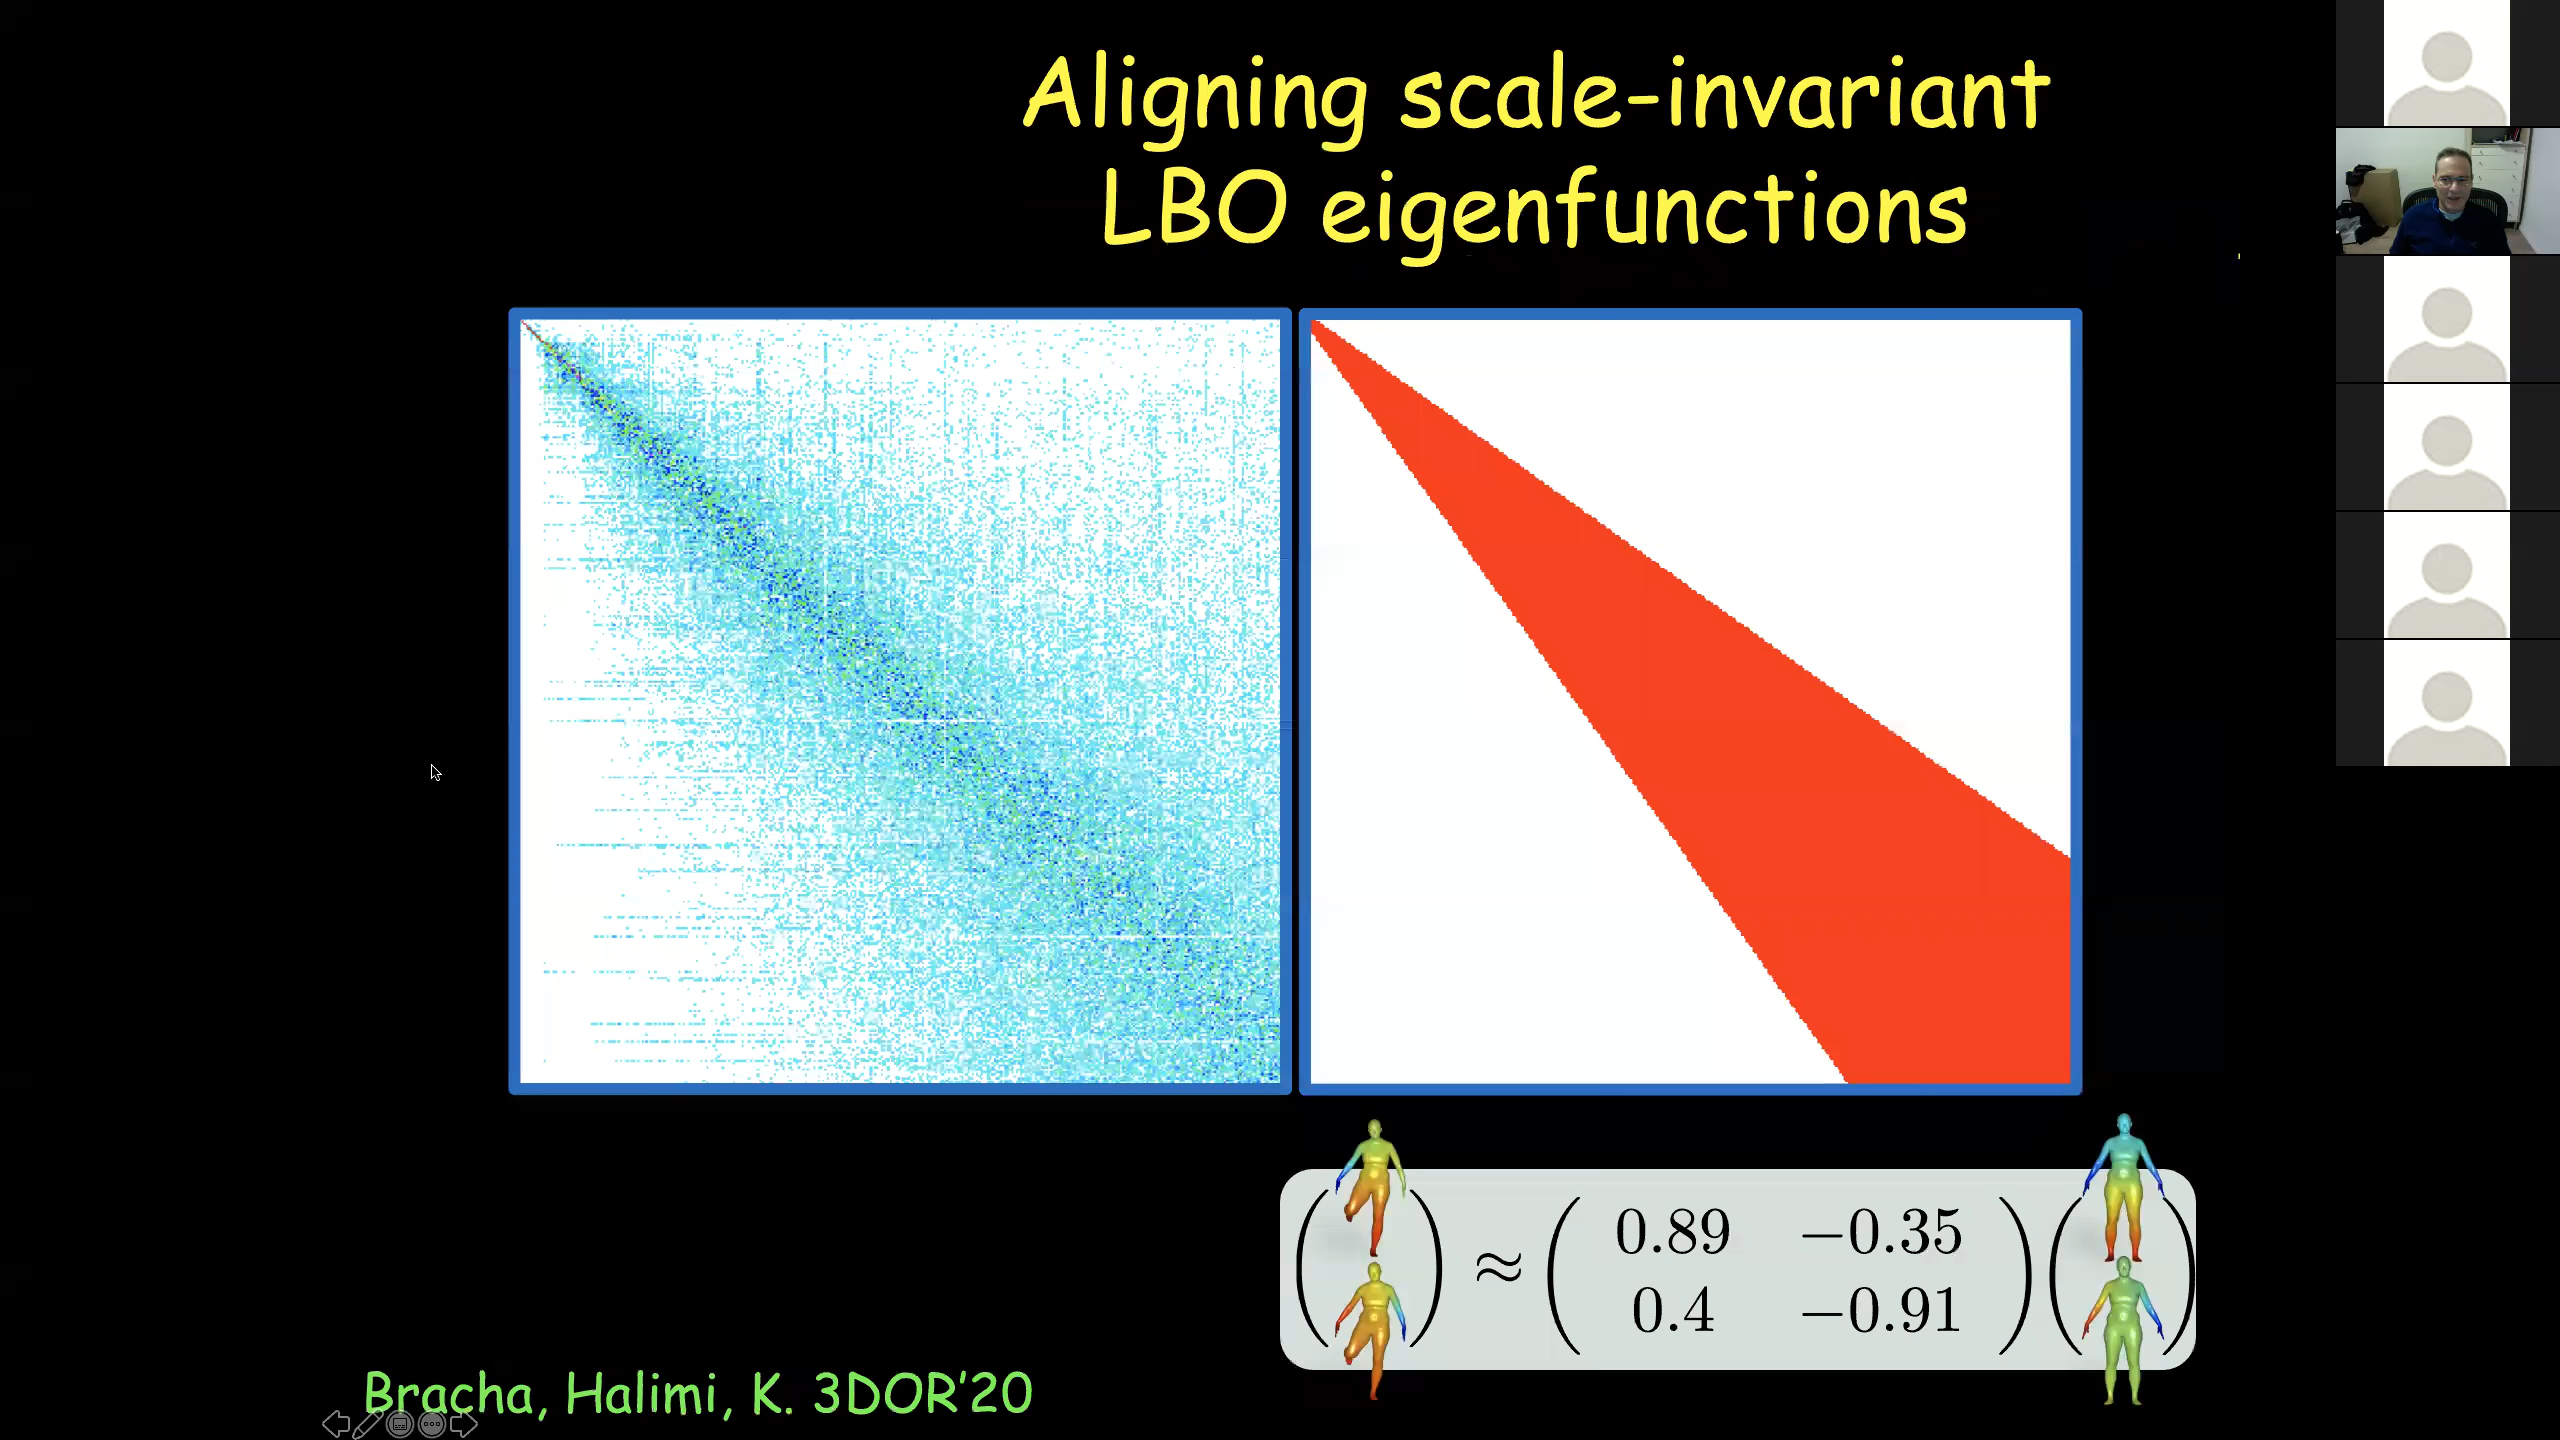 Aligning scale-invariant
LBO eigenfunctions
≈
0.89 −0.35
0.4 −0.91
Bracha, Halimi, K. 3DOR’20